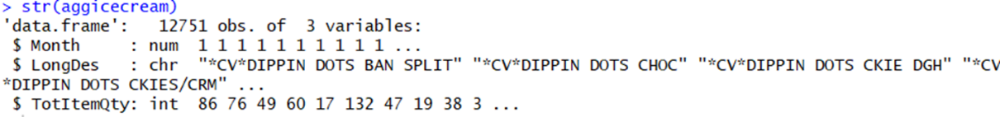 > str(aggicecream)
'data.frame':   12751 obs. of  3 variables:
 $ Month     : num  1 1 1 1 1 1 1 1 1 1 ...
 $ LongDes   : chr  "*CV*DIPPIN DOTS BAN SPLIT" "*CV*DIPPIN DOTS CHOC" "*CV*DIPPIN DOTS CKIE DGH" "*CV
*DIPPIN DOTS CKIES/CRM" ...
 $ TotItemQty: int  86 76 49 60 17 132 47 19 38 3 ...